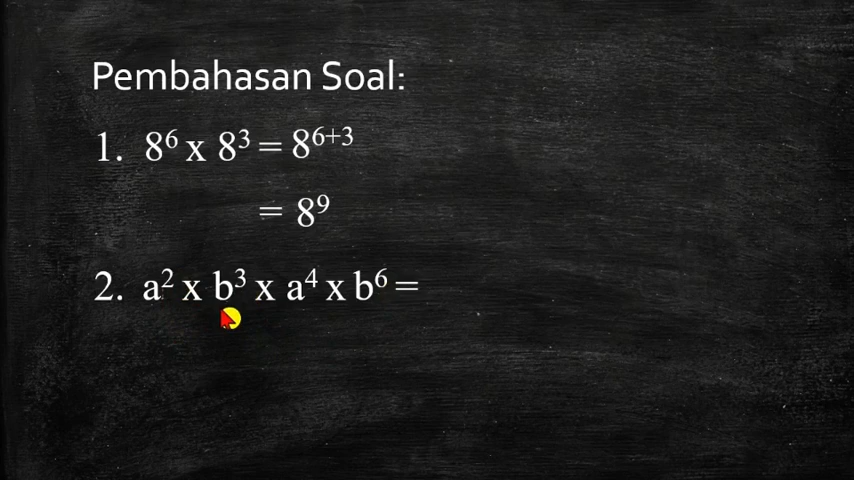 Pembahasan Soal:
1. 8⁶ x 8³ = 8⁶⁺³
= 8⁹
2. a² x b³ x a⁴ x b⁶ =